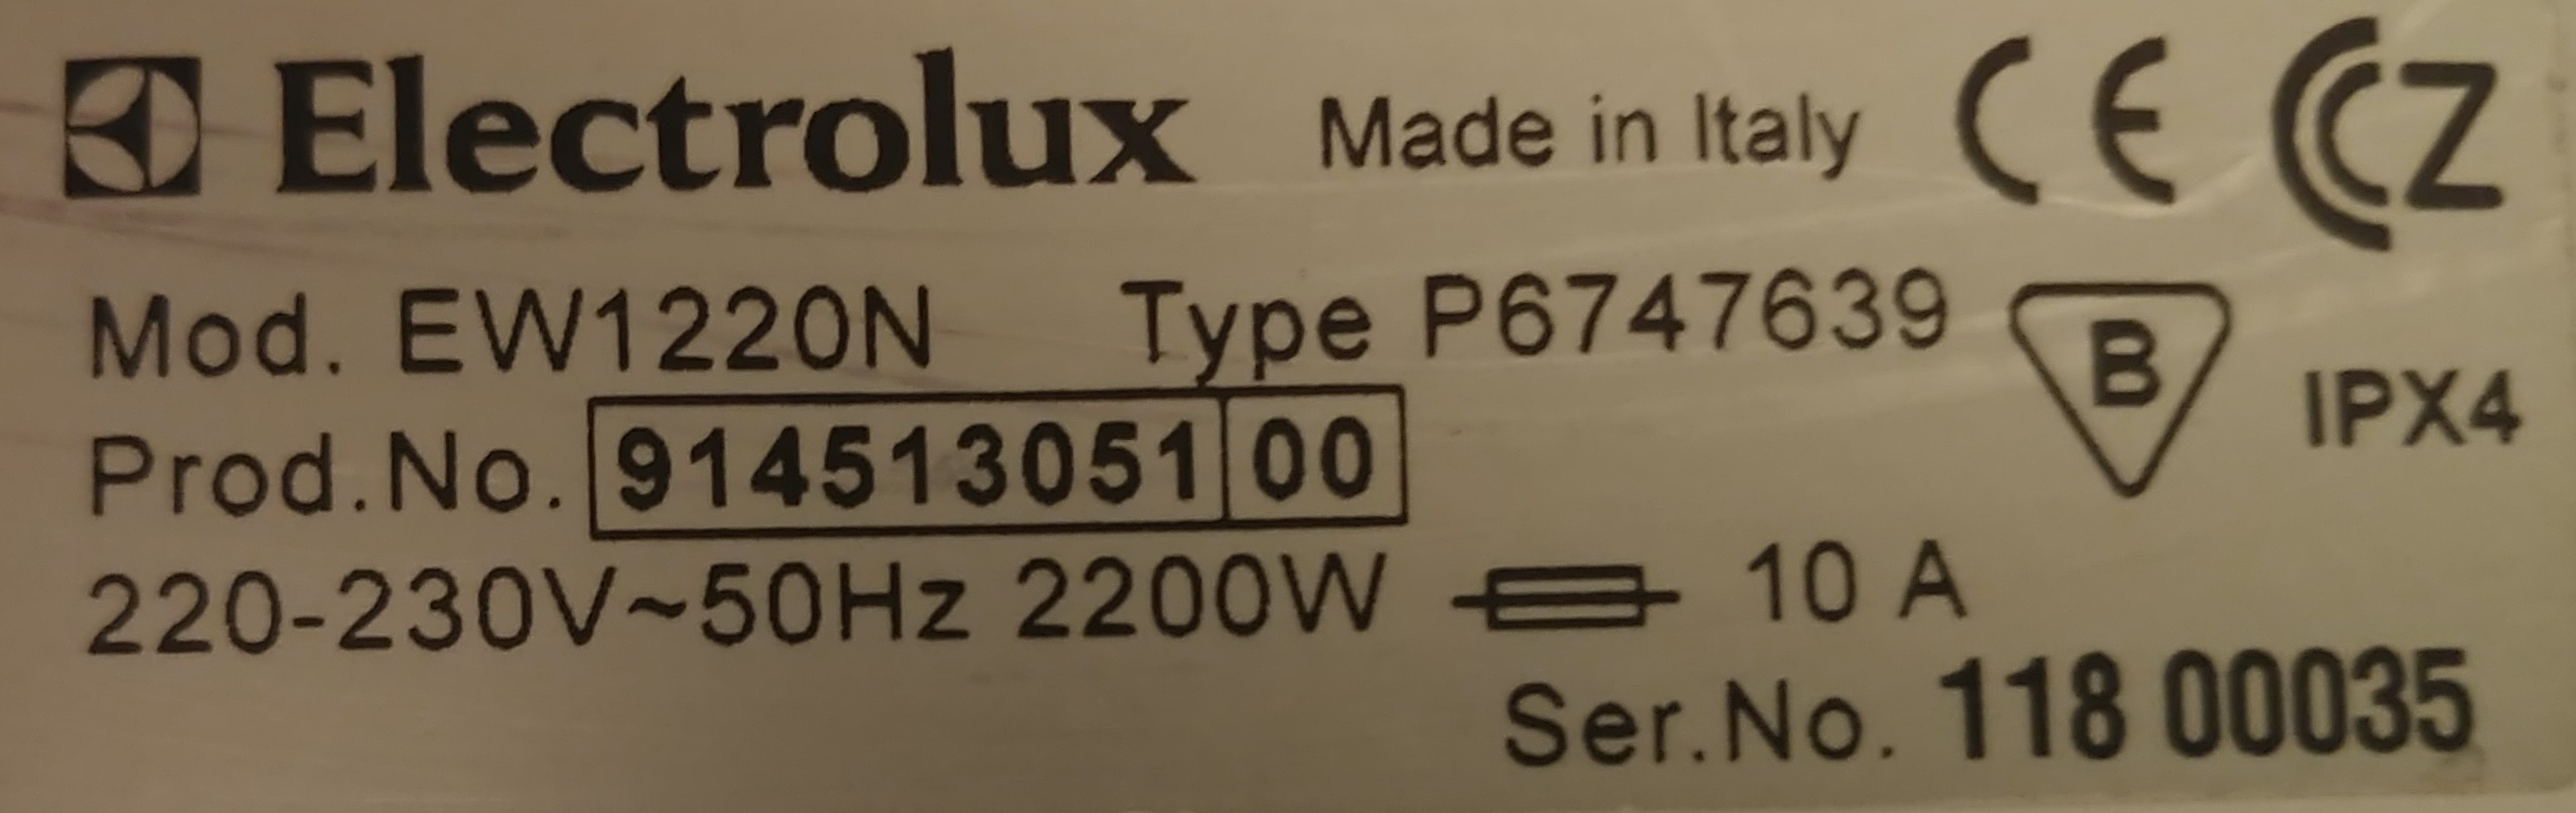 Electrolux Made in Italy CE CCZ
Mod. EW1220N Type P6747639 B IPX4
Prod.No. 914513051 00
220-230V~50Hz 2200W 10 A
Ser.No. 118 00035